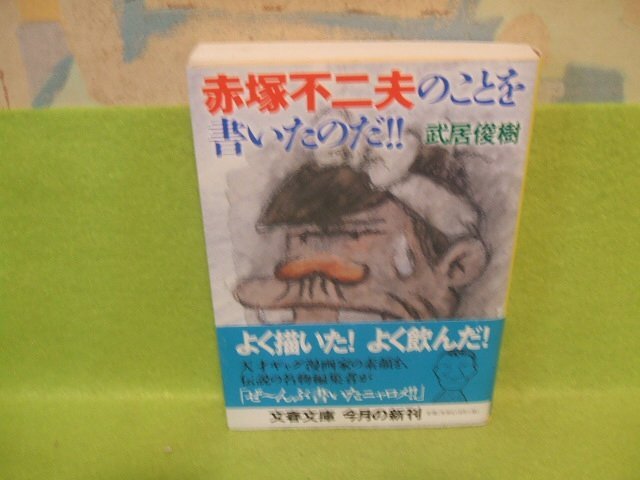 赤塚不二夫のことを
書いたのだ!!
武居俊樹
よく描いた! よく飲んだ!
天才ギャグ漫画家の素顔を、
伝説の名物編集者が
「ぜ〜んぶ書いたニャロメ!!」
文春文庫 今月の新刊